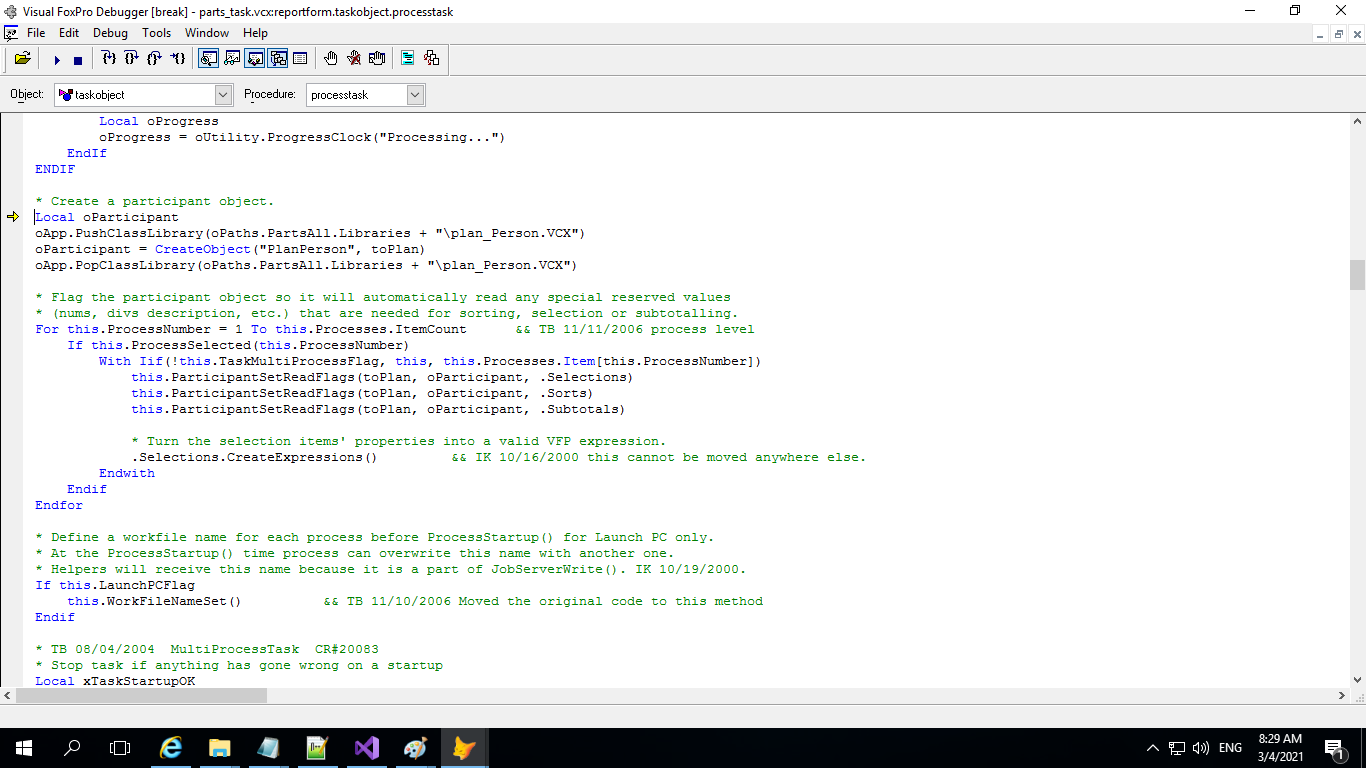 Visual FoxPro Debugger [break] - parts_task.vcx:reportform.taskobject.processtask
File Edit Debug Tools Window Help
Object: taskobject Procedure: processtask
Local oProgress
oProgress = oUtility.ProgressClock("Processing...")
EndIf
ENDIF
* Create a participant object.
Local oParticipant
oApp.PushClassLibrary(oPaths.PartsAll.Libraries + "\plan_Person.VCX")
oParticipant = CreateObject("PlanPerson", toPlan)
oApp.PopClassLibrary(oPaths.PartsAll.Libraries + "\plan_Person.VCX")
* Flag the participant object so it will automatically read any special reserved values
* (nums, divs description, etc.) that are needed for sorting, selection or subtotalling.
For this.ProcessNumber = 1 To this.Processes.ItemCount && TB 11/11/2006 process level
If this.ProcessSelected(this.ProcessNumber)
With Iif(!this.TaskMultiProcessFlag, this, this.Processes.Item[this.ProcessNumber])
this.ParticipantSetReadFlags(toPlan, oParticipant, .Selections)
this.ParticipantSetReadFlags(toPlan, oParticipant, .Sorts)
this.ParticipantSetReadFlags(toPlan, oParticipant, .Subtotals)
* Turn the selection items' properties into a valid VFP expression.
.Selections.CreateExpressions() && IK 10/16/2000 this cannot be moved anywhere else.
Endwith
Endif
Endfor
* Define a workfile name for each process before ProcessStartup() for Launch PC only.
* At the ProcessStartup() time process can overwrite this name with another one.
* Helpers will receive this name because it is a part of JobServerWrite(). IK 10/19/2000.
If this.LaunchPCFlag
this.WorkFileNameSet() && TB 11/10/2006 Moved the original code to this method
Endif
* TB 08/04/2004 MultiProcessTask CR#20083
* Stop task if anything has gone wrong on a startup
Local xTaskStartupOK
ENG
8:29 AM
3/4/2021
1